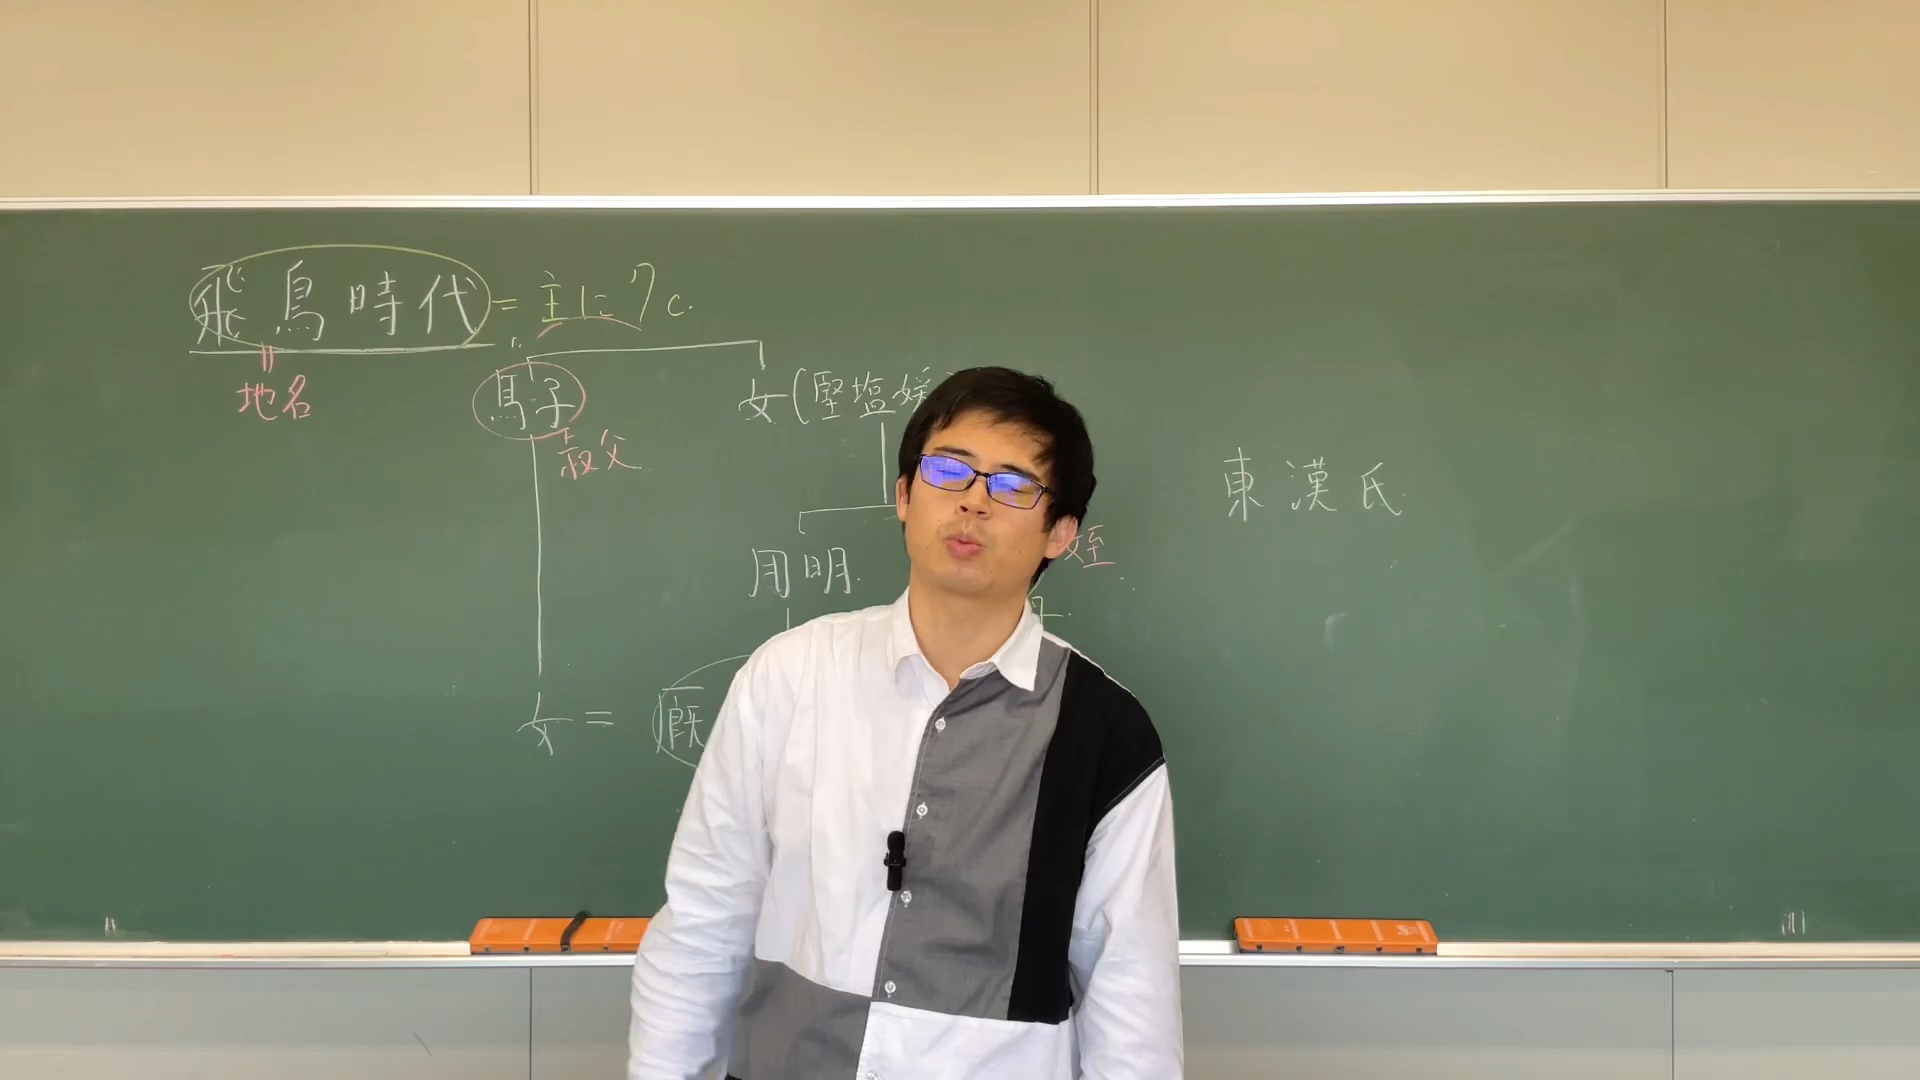 飛鳥時代=主に7c.
地名
馬子
叔父
女(堅塩媛
東漢氏
姪
用明
女=厩